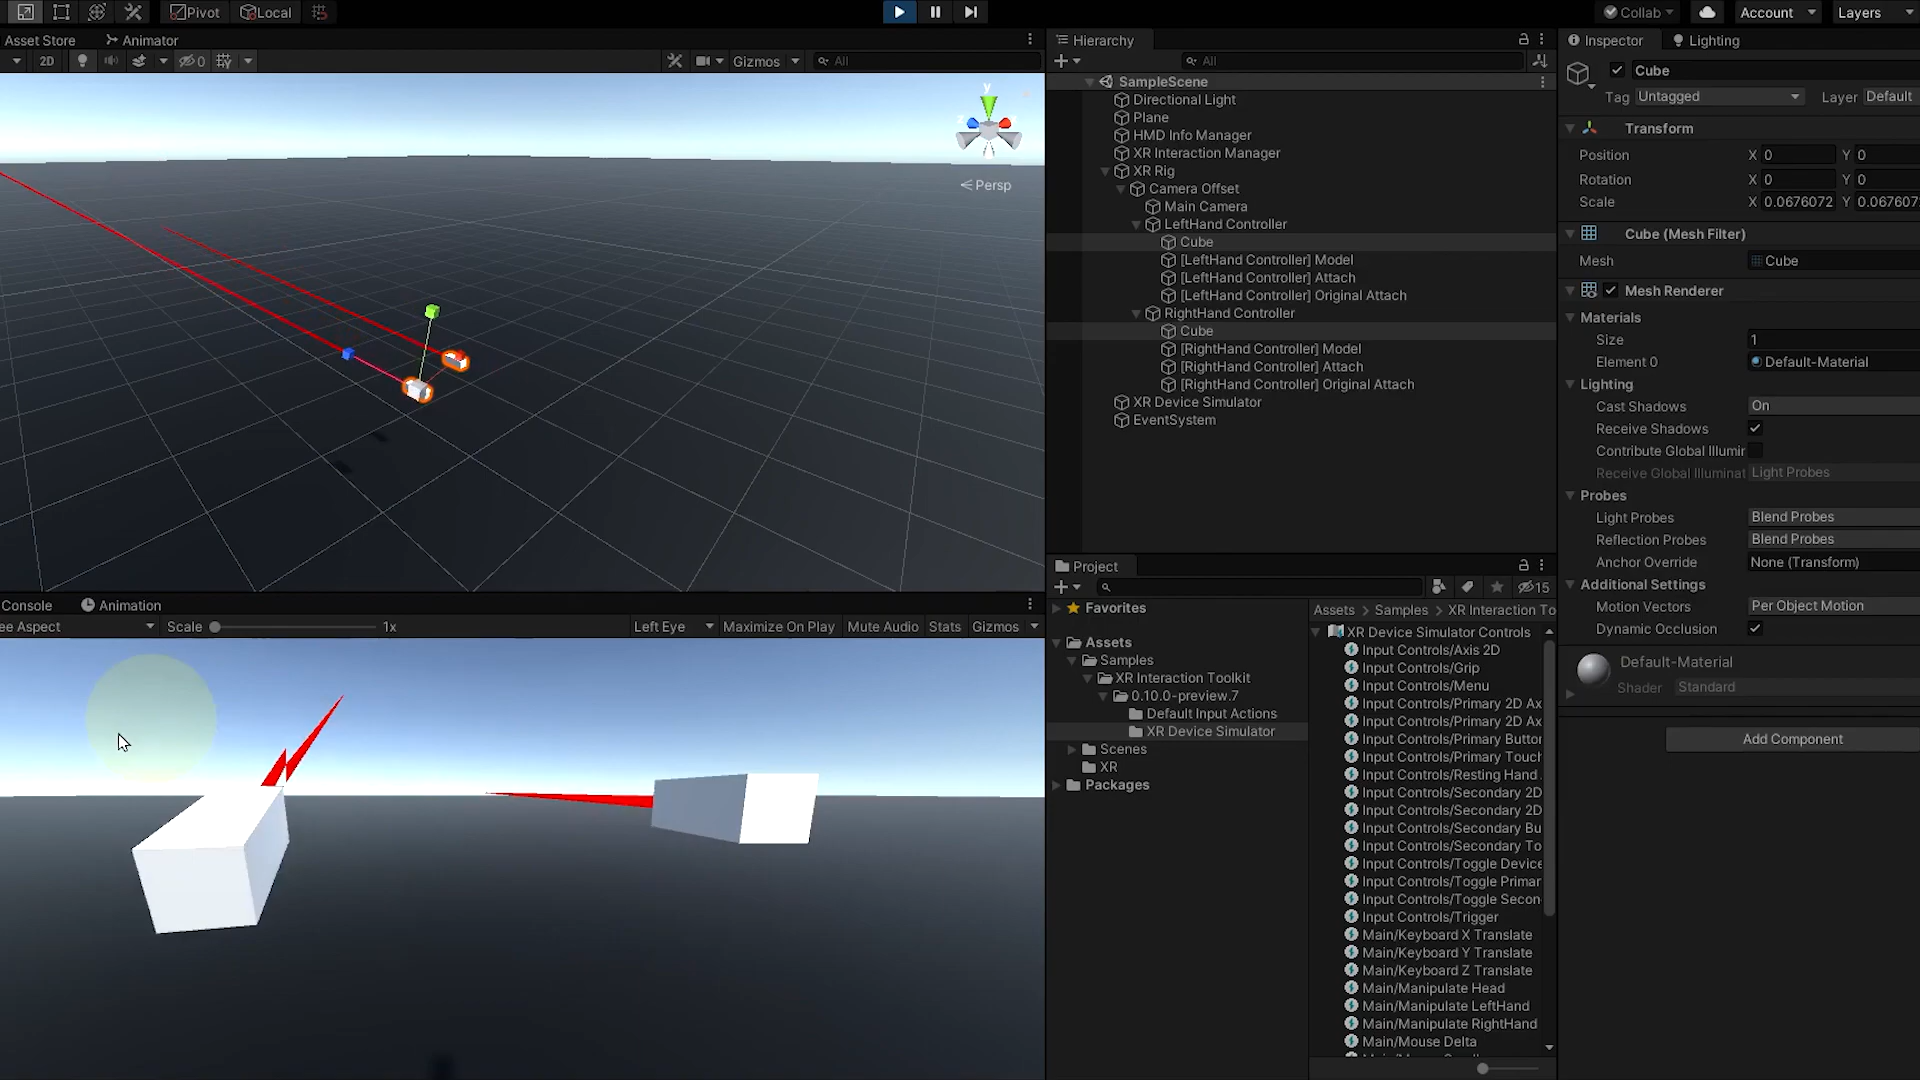 Pivot Local Collab Account Layers
Asset Store Animator
2D 0 Gizmos All
y
z
Persp
Hierarchy
All
SampleScene
Directional Light
Plane
HMD Info Manager
XR Interaction Manager
XR Rig
Camera Offset
Main Camera
LeftHand Controller
Cube
[LeftHand Controller] Model
[LeftHand Controller] Attach
[LeftHand Controller] Original Attach
RightHand Controller
Cube
[RightHand Controller] Model
[RightHand Controller] Attach
[RightHand Controller] Original Attach
XR Device Simulator
EventSystem
Inspector Lighting
Cube
Tag Untagged Layer Default
Transform
Position X 0 Y 0
Rotation X 0 Y 0
Scale X 0.0676072 Y 0.067607
Cube (Mesh Filter)
Mesh Cube
Mesh Renderer
Materials
Size 1
Element 0 Default-Material
Lighting
Cast Shadows On
Receive Shadows
Contribute Global Illumir
Receive Global Illuminat Light Probes
Probes
Light Probes Blend Probes
Reflection Probes Blend Probes
Anchor Override None (Transform)
Additional Settings
Motion Vectors Per Object Motion
Dynamic Occlusion
Default-Material
Shader Standard
Add Component
Console Animation
ee Aspect Scale 1x Left Eye Maximize On Play Mute Audio Stats Gizmos
Project
15
Favorites
Assets
Samples
XR Interaction Toolkit
0.10.0-preview.7
Default Input Actions
XR Device Simulator
Scenes
XR
Packages
Assets > Samples > XR Interaction To
XR Device Simulator Controls
Input Controls/Axis 2D
Input Controls/Grip
Input Controls/Menu
Input Controls/Primary 2D Ax
Input Controls/Primary 2D Ax
Input Controls/Primary Button
Input Controls/Primary Touch
Input Controls/Resting Hand
Input Controls/Secondary 2D
Input Controls/Secondary 2D
Input Controls/Secondary Bu
Input Controls/Secondary To
Input Controls/Toggle Device
Input Controls/Toggle Primar
Input Controls/Toggle Secon
Input Controls/Trigger
Main/Keyboard X Translate
Main/Keyboard Y Translate
Main/Keyboard Z Translate
Main/Manipulate Head
Main/Manipulate LeftHand
Main/Manipulate RightHand
Main/Mouse Delta